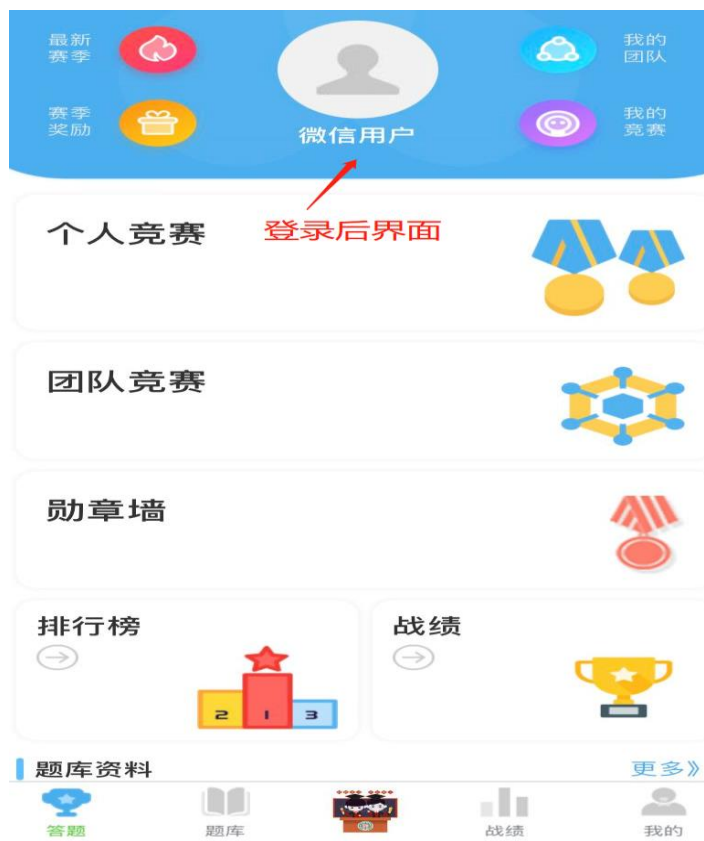 最新
赛季
我的
团队
赛季
奖励
微信用户
我的
竞赛
登录后界面
个人竞赛
团队竞赛
勋章墙
排行榜
战绩
2 1 3
题库资料
更多》
答题
题库
战绩
我的